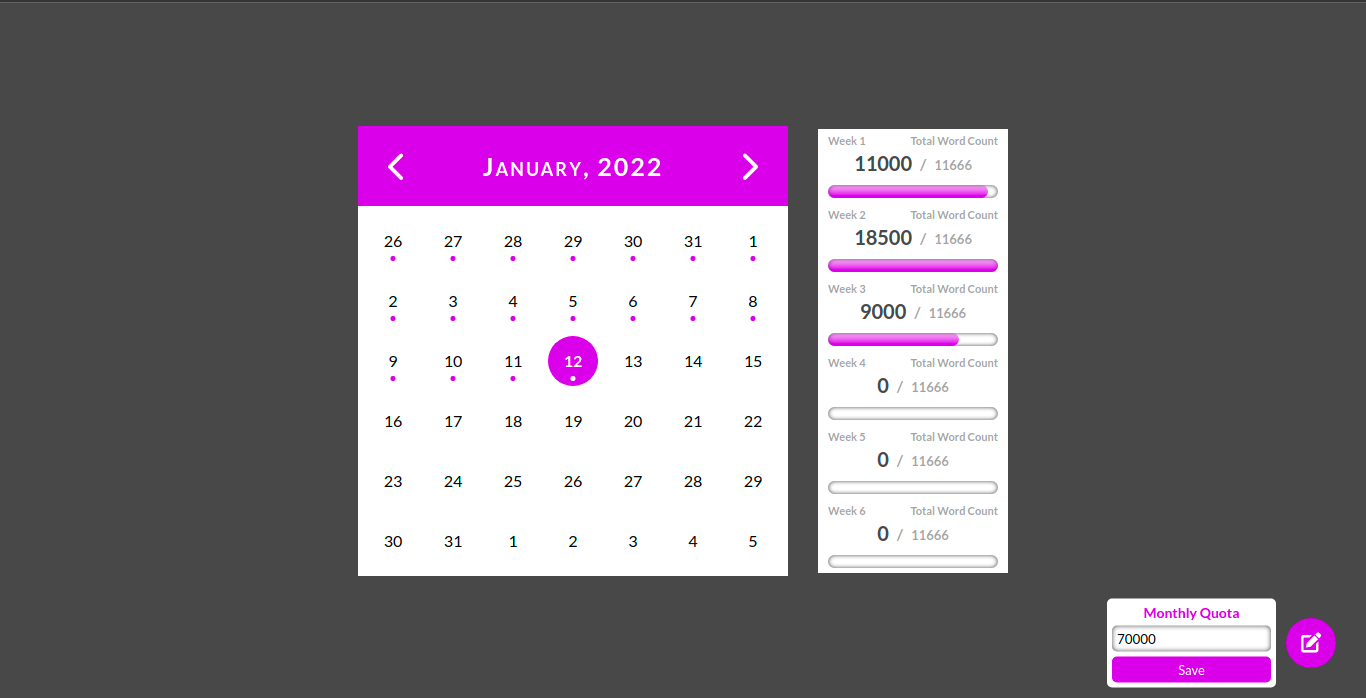 January, 2022
26 27 28 29 30 31 1
2 3 4 5 6 7 8
9 10 11 12 13 14 15
16 17 18 19 20 21 22
23 24 25 26 27 28 29
30 31 1 2 3 4 5
Week 1 Total Word Count
11000 / 11666
Week 2 Total Word Count
18500 / 11666
Week 3 Total Word Count
9000 / 11666
Week 4 Total Word Count
0 / 11666
Week 5 Total Word Count
0 / 11666
Week 6 Total Word Count
0 / 11666
Monthly Quota
70000
Save